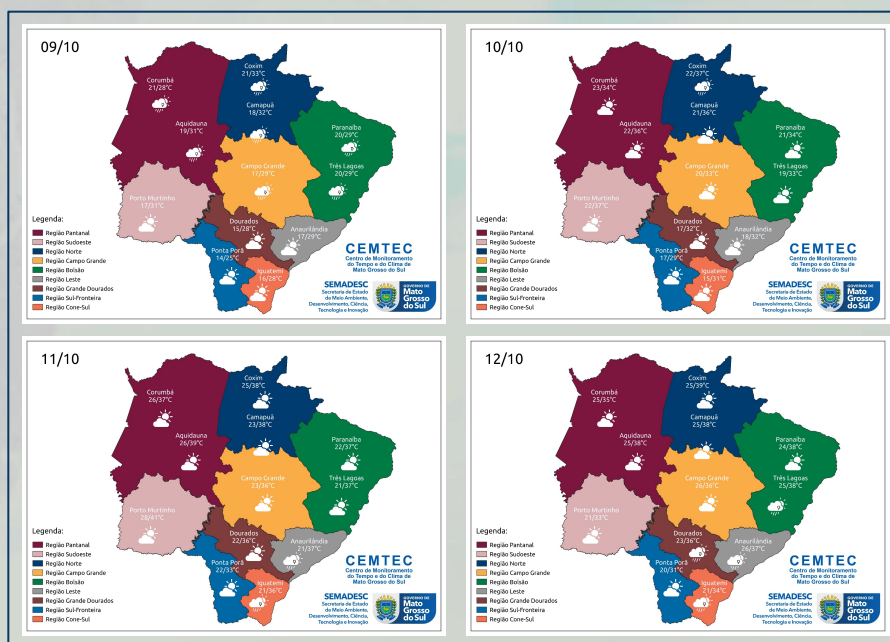 09/10
Coxim
21/33°C
Corumbá
21/28°C
Camapuã
18/32°C
Aquidauna
19/31°C
Paranaíba
20/29°C
Campo Grande
17/29°C
Três Lagoas
20/29°C
Porto Murtinho
17/31°C
Dourados
15/28°C
Anaurilândia
17/29°C
Ponta Porã
14/25°C
Iguatemi
16/28°C
Legenda:
Região Pantanal
Região Sudoeste
Região Norte
Região Campo Grande
Região Bolsão
Região Leste
Região Grande Dourados
Região Sul-Fronteira
Região Cone-Sul
CEMTEC
Centro de Monitoramento
do Tempo e do Clima de
Mato Grosso do Sul
SEMADESC
Secretaria de Estado
de Meio Ambiente,
Desenvolvimento, Ciência,
Tecnologia e Inovação
GOVERNO DE
Mato
Grosso
do Sul
10/10
Coxim
22/37°C
Corumbá
23/34°C
Camapuã
21/36°C
Aquidauna
22/36°C
Paranaíba
21/34°C
Campo Grande
20/33°C
Três Lagoas
19/33°C
Porto Murtinho
22/37°C
Dourados
17/32°C
Anaurilândia
18/32°C
Ponta Porã
17/29°C
Iguatemi
15/31°C
Legenda:
Região Pantanal
Região Sudoeste
Região Norte
Região Campo Grande
Região Bolsão
Região Leste
Região Grande Dourados
Região Sul-Fronteira
Região Cone-Sul
CEMTEC
Centro de Monitoramento
do Tempo e do Clima de
Mato Grosso do Sul
SEMADESC
Secretaria de Estado
de Meio Ambiente,
Desenvolvimento, Ciência,
Tecnologia e Inovação
GOVERNO DE
Mato
Grosso
do Sul
11/10
Coxim
25/38°C
Corumbá
26/37°C
Camapuã
23/38°C
Aquidauna
26/39°C
Paranaíba
22/37°C
Campo Grande
23/36°C
Três Lagoas
21/37°C
Porto Murtinho
28/41°C
Dourados
22/36°C
Anaurilândia
21/37°C
Ponta Porã
22/33°C
Iguatemi
21/36°C
Legenda:
Região Pantanal
Região Sudoeste
Região Norte
Região Campo Grande
Região Bolsão
Região Leste
Região Grande Dourados
Região Sul-Fronteira
Região Cone-Sul
CEMTEC
Centro de Monitoramento
do Tempo e do Clima de
Mato Grosso do Sul
SEMADESC
Secretaria de Estado
de Meio Ambiente,
Desenvolvimento, Ciência,
Tecnologia e Inovação
GOVERNO DE
Mato
Grosso
do Sul
12/10
Coxim
25/39°C
Corumbá
25/35°C
Camapuã
25/38°C
Aquidauna
25/38°C
Paranaíba
24/38°C
Campo Grande
26/36°C
Três Lagoas
25/38°C
Porto Murtinho
21/33°C
Dourados
23/36°C
Anaurilândia
26/37°C
Ponta Porã
20/31°C
Iguatemi
21/34°C
Legenda:
Região Pantanal
Região Sudoeste
Região Norte
Região Campo Grande
Região Bolsão
Região Leste
Região Grande Dourados
Região Sul-Fronteira
Região Cone-Sul
CEMTEC
Centro de Monitoramento
do Tempo e do Clima de
Mato Grosso do Sul
SEMADESC
Secretaria de Estado
de Meio Ambiente,
Desenvolvimento, Ciência,
Tecnologia e Inovação
GOVERNO DE
Mato
Grosso
do Sul